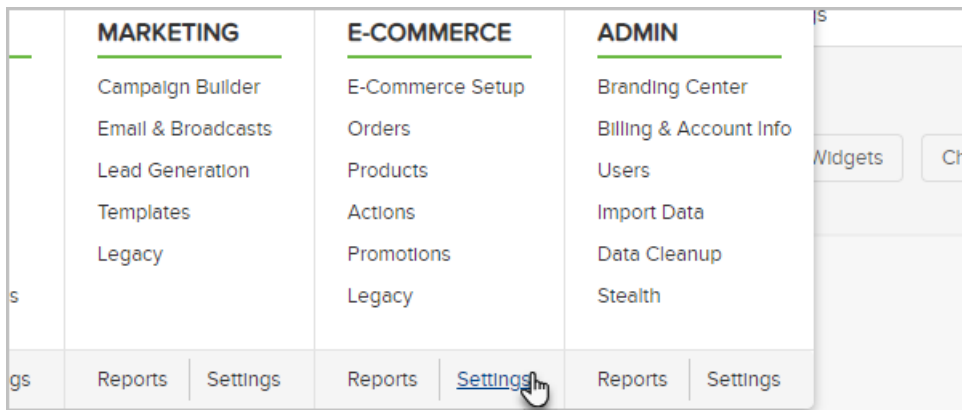 MARKETING
Campaign Builder
Email & Broadcasts
Lead Generation
Templates
Legacy
Reports
Settings
E-COMMERCE
E-Commerce Setup
Orders
Products
Actions
Promotions
Legacy
Reports
Settings
ADMIN
Branding Center
Billing & Account Info
Users
Import Data
Data Cleanup
Stealth
Reports
Settings
Widgets